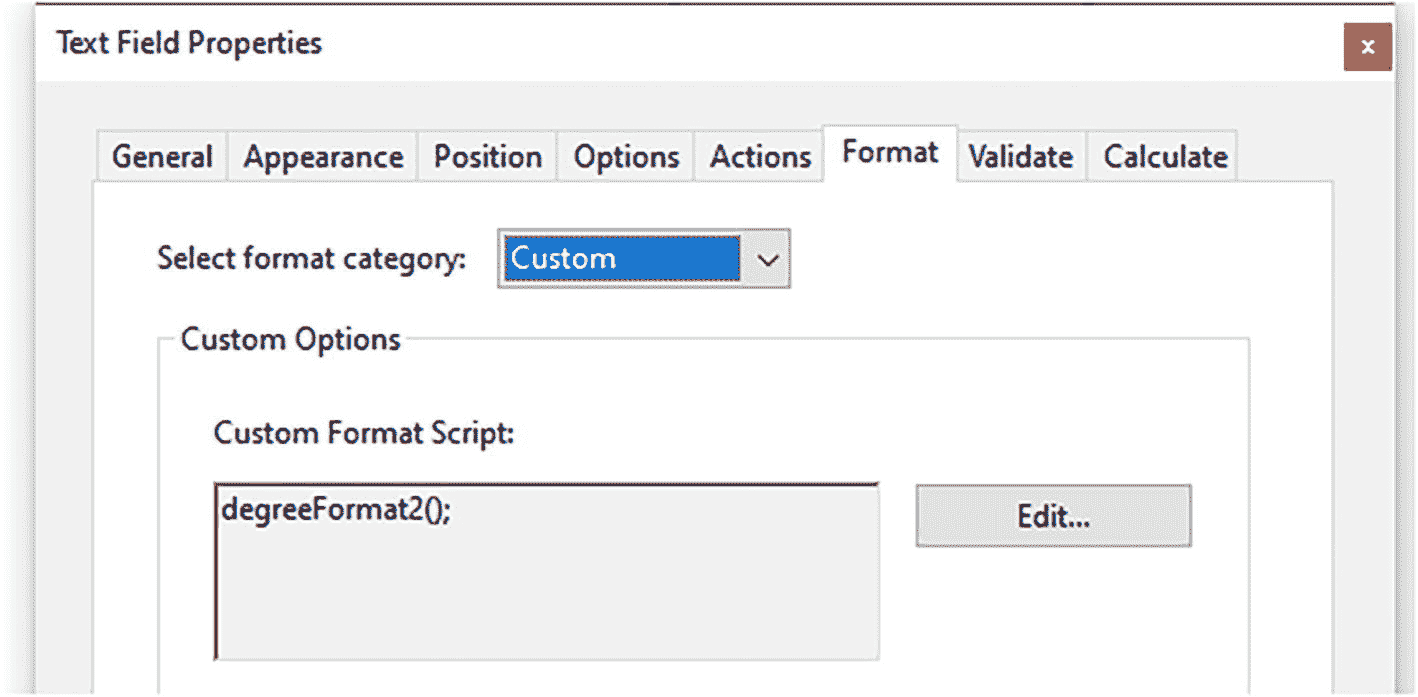 Text Field Properties
x
General Appearance Position Options Actions Format Validate Calculate
Select format category: Custom
Custom Options
Custom Format Script:
degreeFormat2();
Edit...